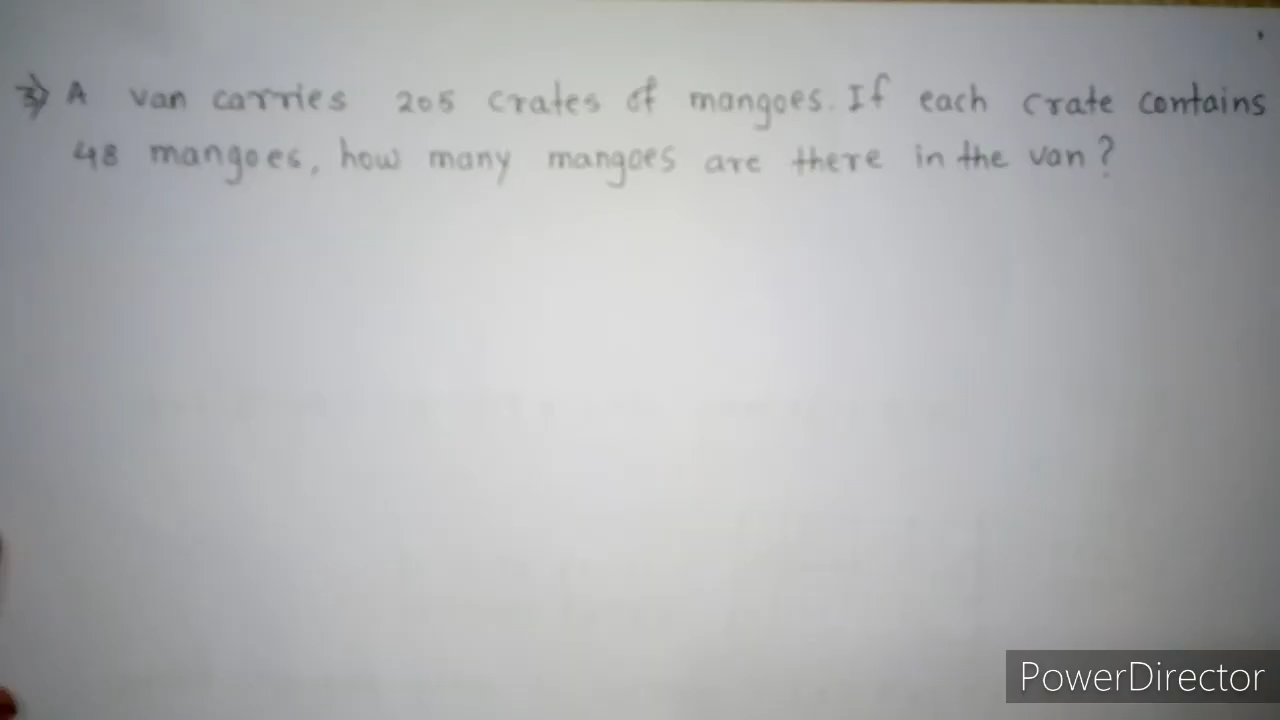 3) A van carries 205 crates of mangoes. If each crate contains
48 mangoes, how many mangoes are there in the van?
PowerDirector